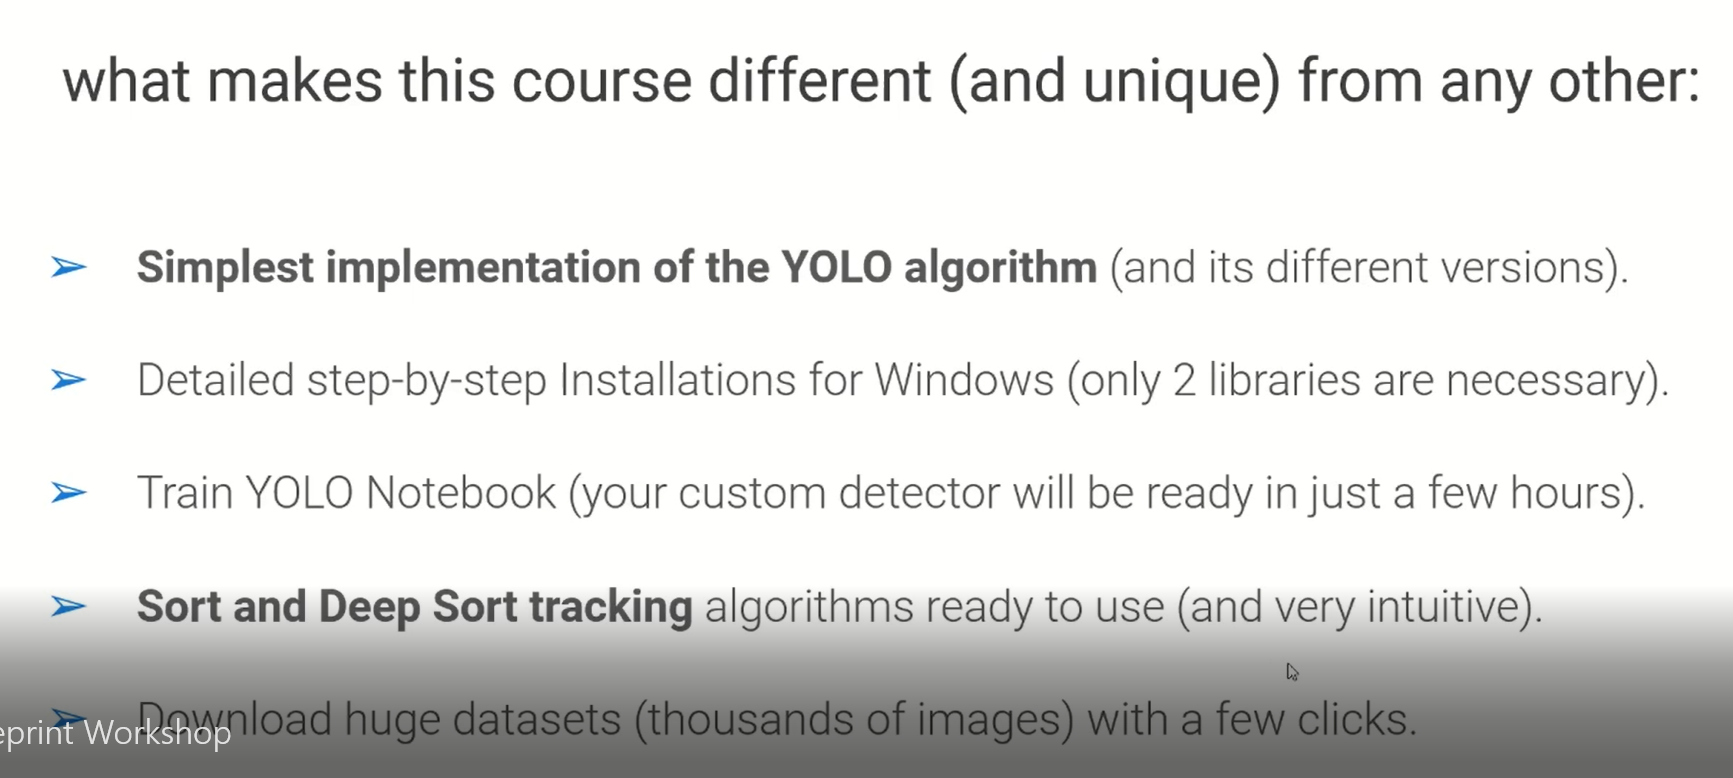 what makes this course different (and unique) from any other:
➢ Simplest implementation of the YOLO algorithm (and its different versions).
➢ Detailed step-by-step Installations for Windows (only 2 libraries are necessary).
➢ Train YOLO Notebook (your custom detector will be ready in just a few hours).
➢ Sort and Deep Sort tracking algorithms ready to use (and very intuitive).
➢ Download huge datasets (thousands of images) with a few clicks.
eprint Workshop